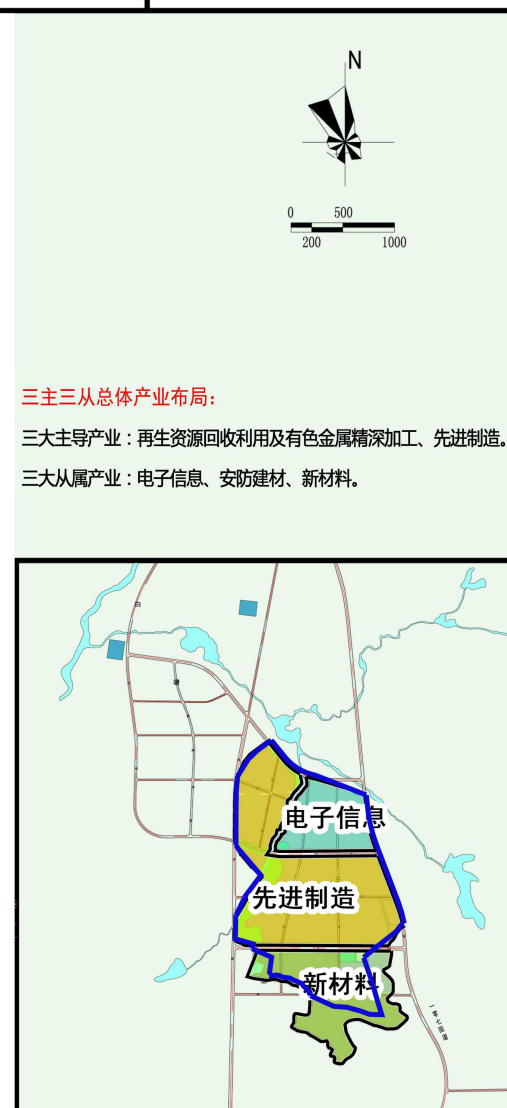 N
0 500
200 1000
三主三从总体产业布局：
三大主导产业：再生资源回收利用及有色金属精深加工、先进制造。
三大从属产业：电子信息、安防建材、新材料。
电子信息
先进制造
新材料